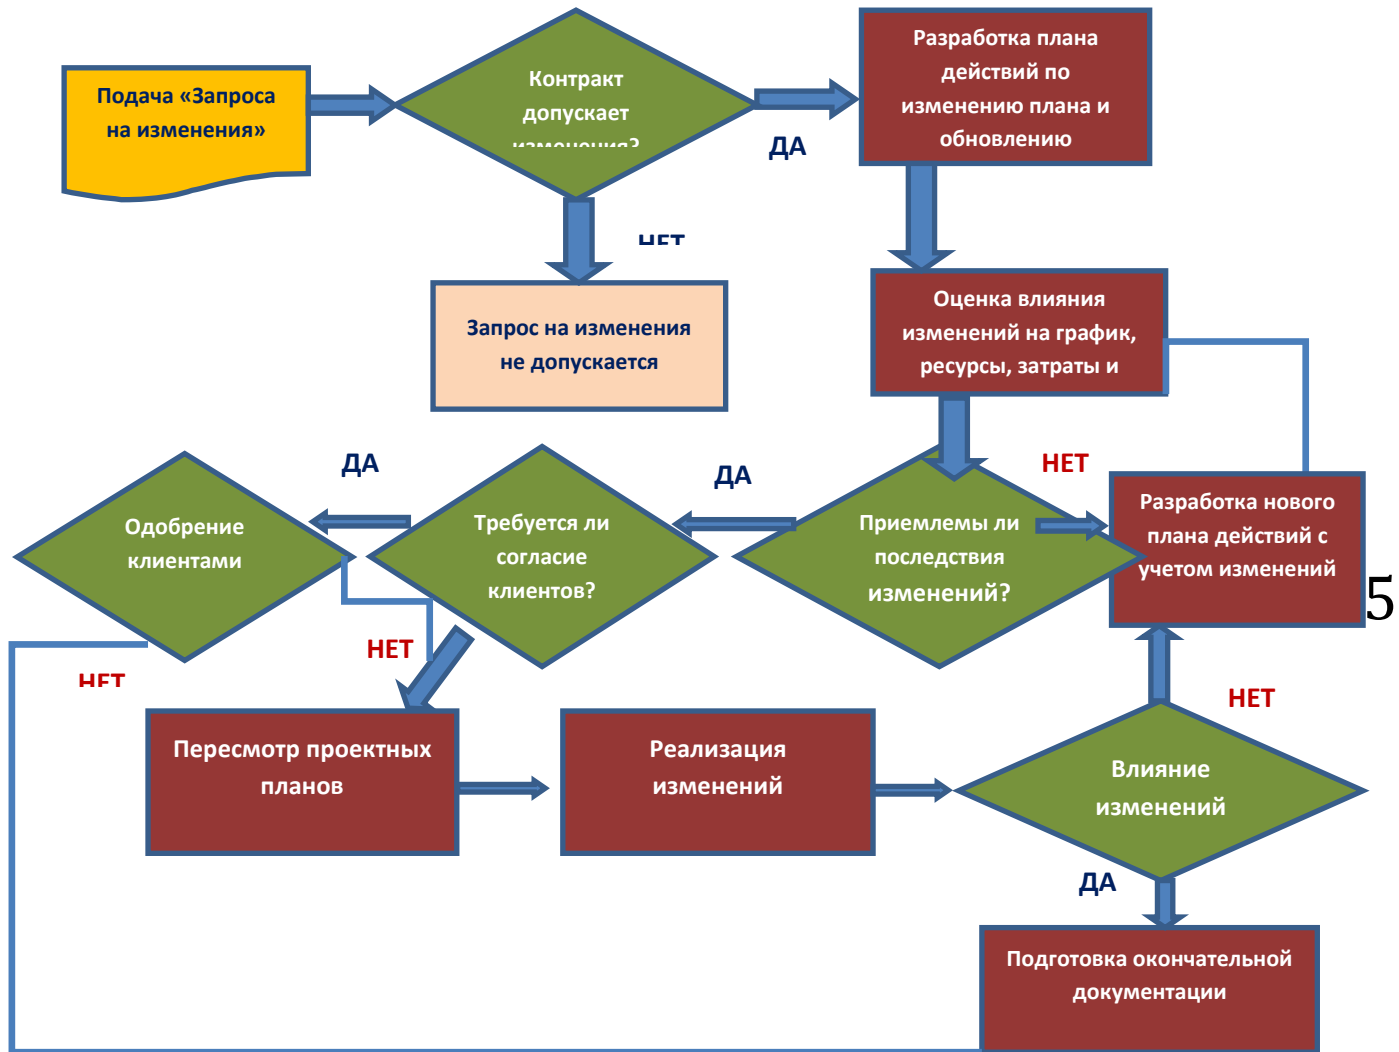 Подача «Запроса
на изменения»
Контракт
допускает
изменения?
ДА
Разработка плана
действий по
изменению плана и
обновлению
НЕТ
Запрос на изменения
не допускается
Оценка влияния
изменений на график,
ресурсы, затраты и
ДА
ДА
НЕТ
Одобрение
клиентами
Требуется ли
согласие
клиентов?
Приемлемы ли
последствия
изменений?
Разработка нового
плана действий с
учетом изменений
5
НЕТ
НЕТ
НЕТ
Пересмотр проектных
планов
Реализация
изменений
Влияние
изменений
ДА
Подготовка окончательной
документации